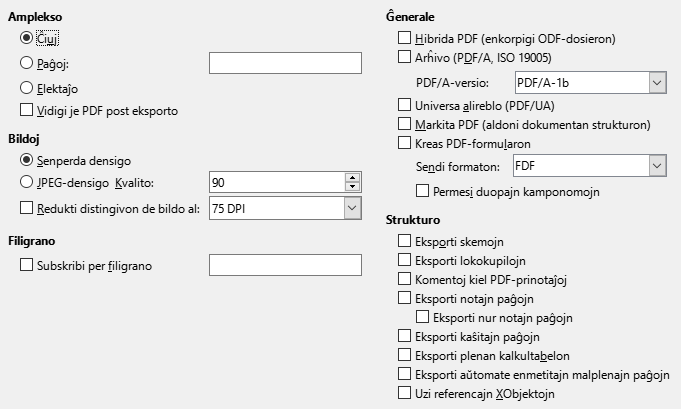 Amplekso
Ĉiuj
Paĝoj:
Elektaĵo
Vidigi je PDF post eksporto
Bildoj
Senperda densigo
JPEG-densigo Kvalito: 90
Redukti distingivon de bildo al: 75 DPI
Filigrano
Subskribi per filigrano
Ĝenerale
Hibrida PDF (enkorpigi ODF-dosieron)
Arĥivo (PDF/A, ISO 19005)
PDF/A-versio: PDF/A-1b
Universa alireblo (PDF/UA)
Markita PDF (aldoni dokumentan strukturon)
Kreas PDF-formularon
Sendi formaton: FDF
Permesi duopajn kamponomojn
Strukturo
Eksporti skemojn
Eksporti lokokupilojn
Komentoj kiel PDF-prinotaĵoj
Eksporti notajn paĝojn
Eksporti nur notajn paĝojn
Eksporti kaŝitajn paĝojn
Eksporti plenan kalkultabelon
Eksporti aŭtomate enmetitajn malplenajn paĝojn
Uzi referencajn XObjektojn